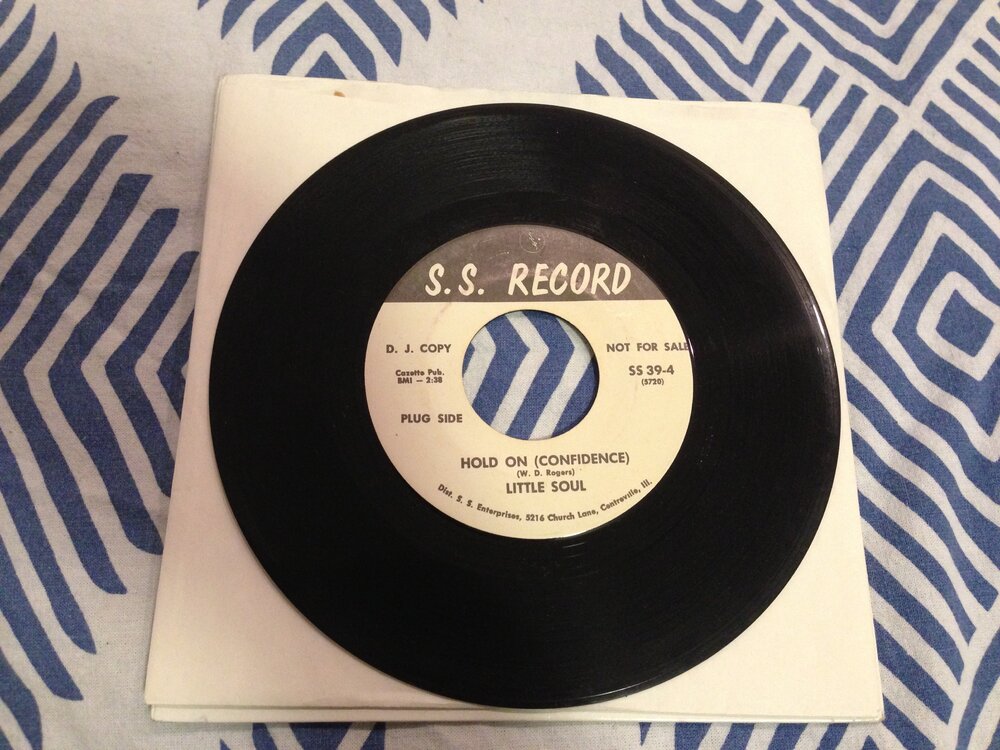 S.S. RECORD
D. J. COPY
NOT FOR SALE
Cazotto Pub.
BMI — 2:38
SS 39-4
(5720)
PLUG SIDE
HOLD ON (CONFIDENCE)
(W. D. Rogers)
LITTLE SOUL
Dist. S. S. Enterprises, 5216 Church Lane, Centreville, Ill.